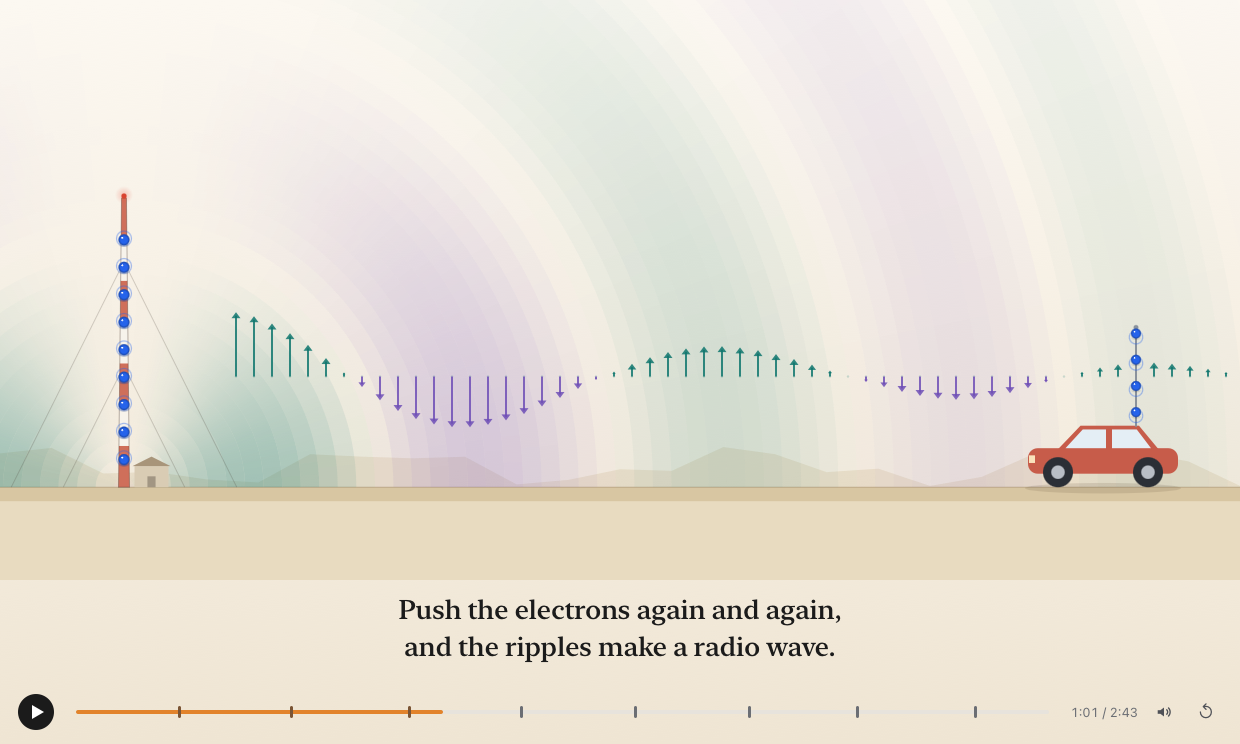 Push the electrons again and again,
and the ripples make a radio wave.
1:01 / 2:43